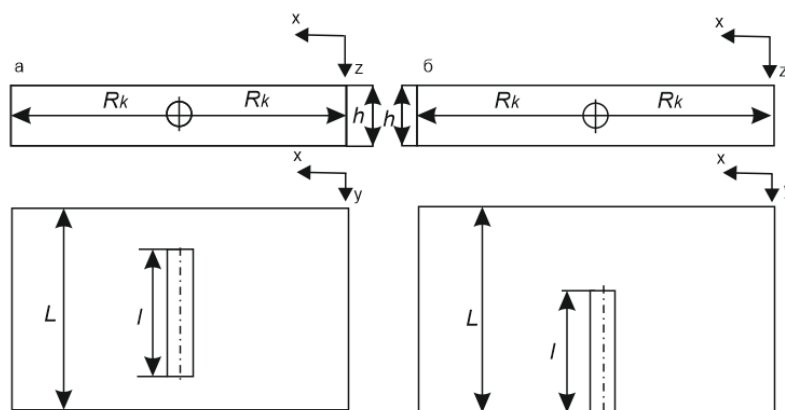 x x
а z б z
Rk Rk h h Rk Rk
x x
y
L l L l